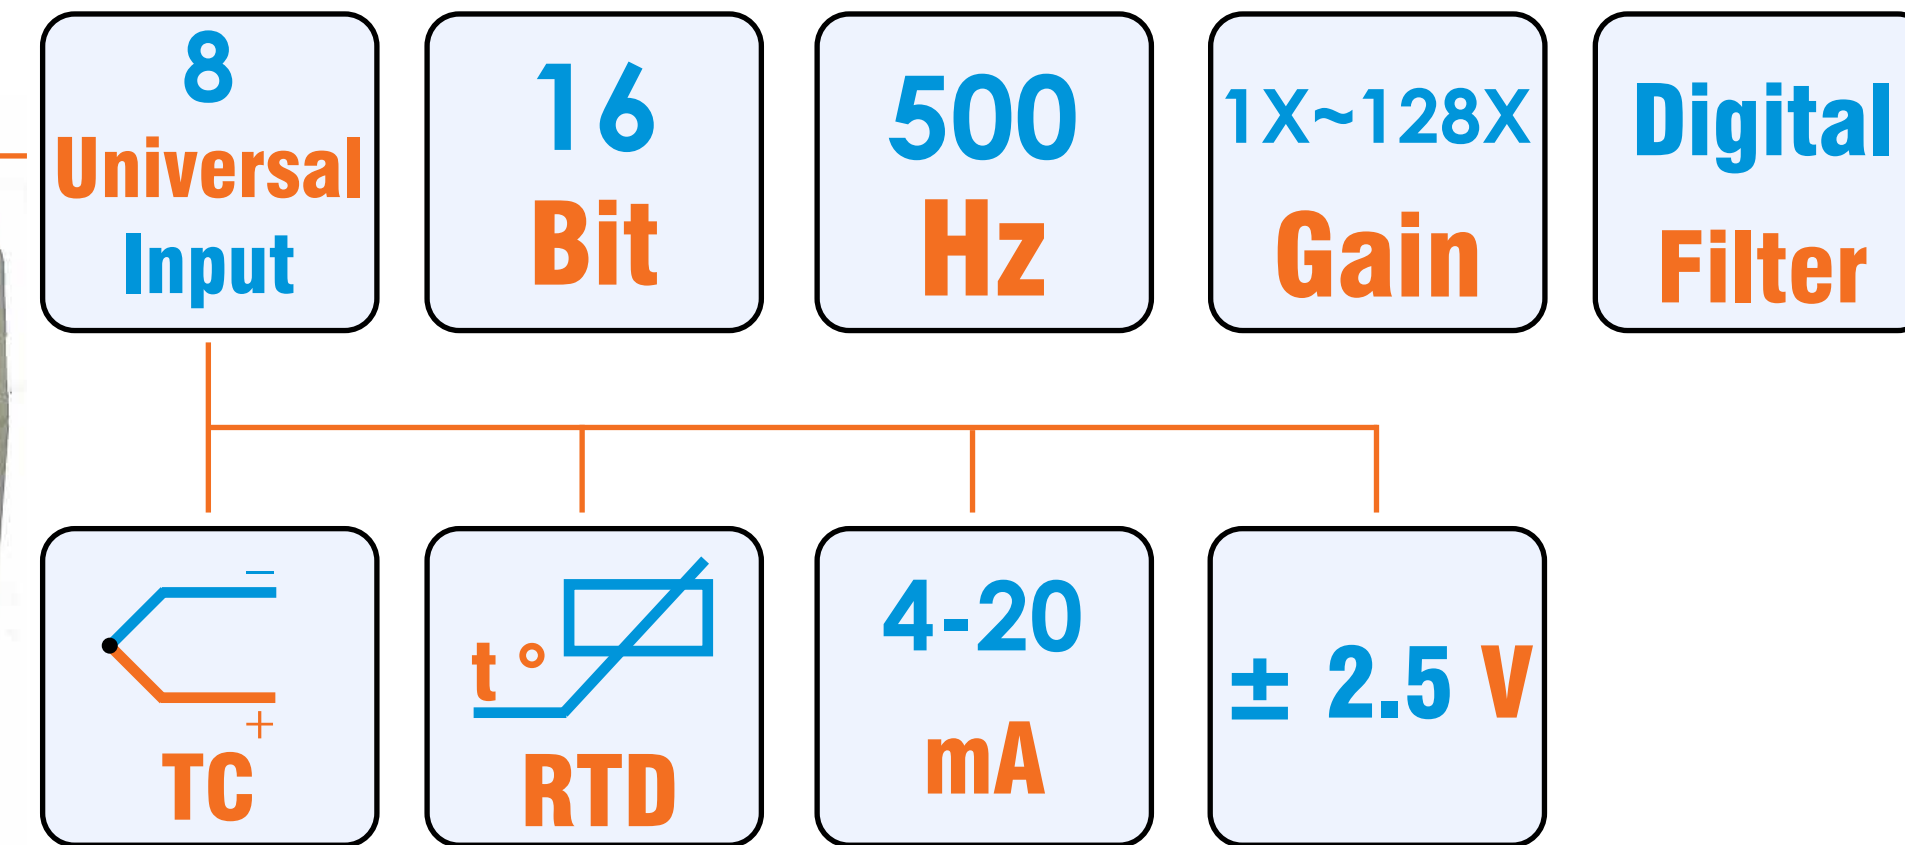 8
Universal
Input
16
Bit
500
Hz
1X~128X
Gain
Digital
Filter
−
+
TC
t °
RTD
4-20
mA
± 2.5 V